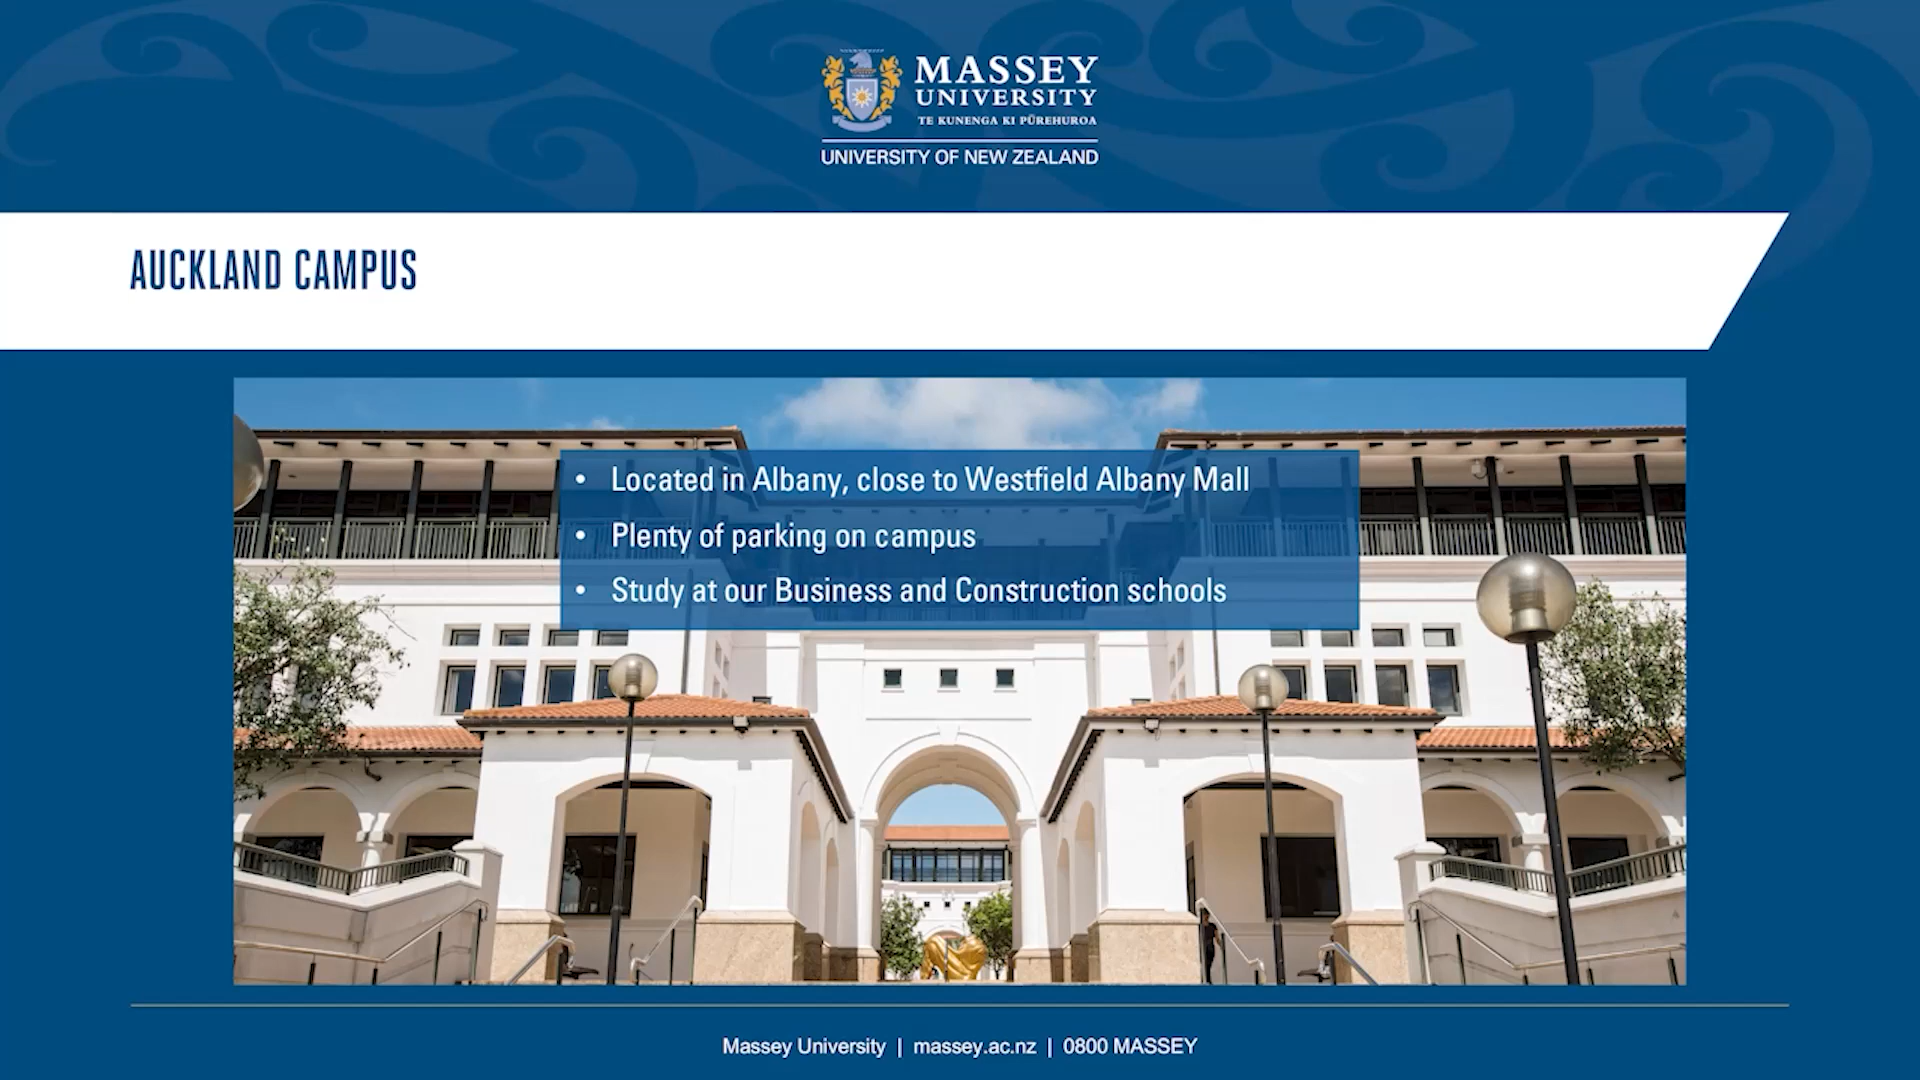 MASSEY
UNIVERSITY
TE KUNENGA KI PŪREHUROA
UNIVERSITY OF NEW ZEALAND
AUCKLAND CAMPUS
• Located in Albany, close to Westfield Albany Mall
• Plenty of parking on campus
• Study at our Business and Construction schools
Massey University | massey.ac.nz | 0800 MASSEY